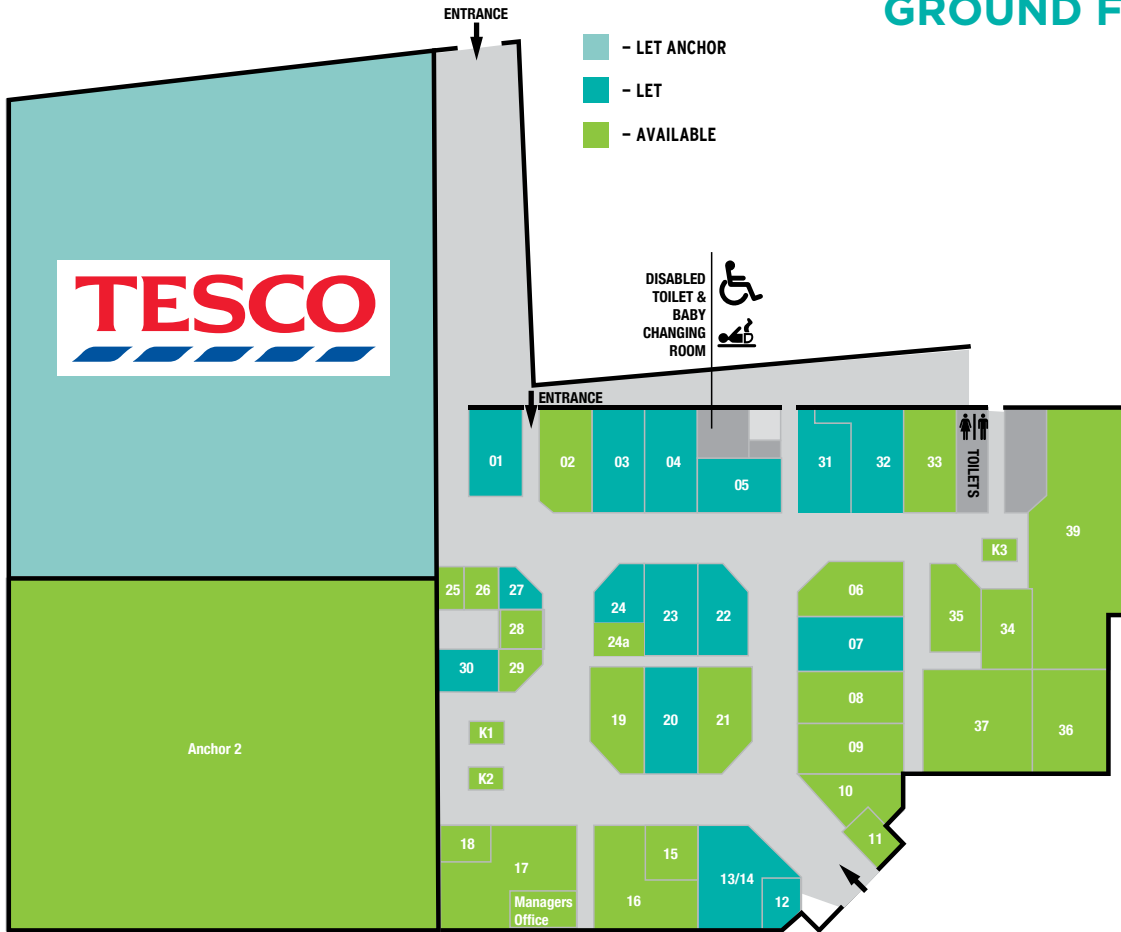 GROUND F
ENTRANCE
- LET ANCHOR
- LET
- AVAILABLE
TESCO
DISABLED
TOILET &
BABY
CHANGING
ROOM
ENTRANCE
01
02
03
04
05
31
32
33
TOILETS
39
K3
25
26
27
28
29
30
24
24a
23
22
06
07
08
09
10
11
35
34
37
36
19
20
21
K1
K2
Anchor 2
18
17
Managers
Office
15
16
13/14
12